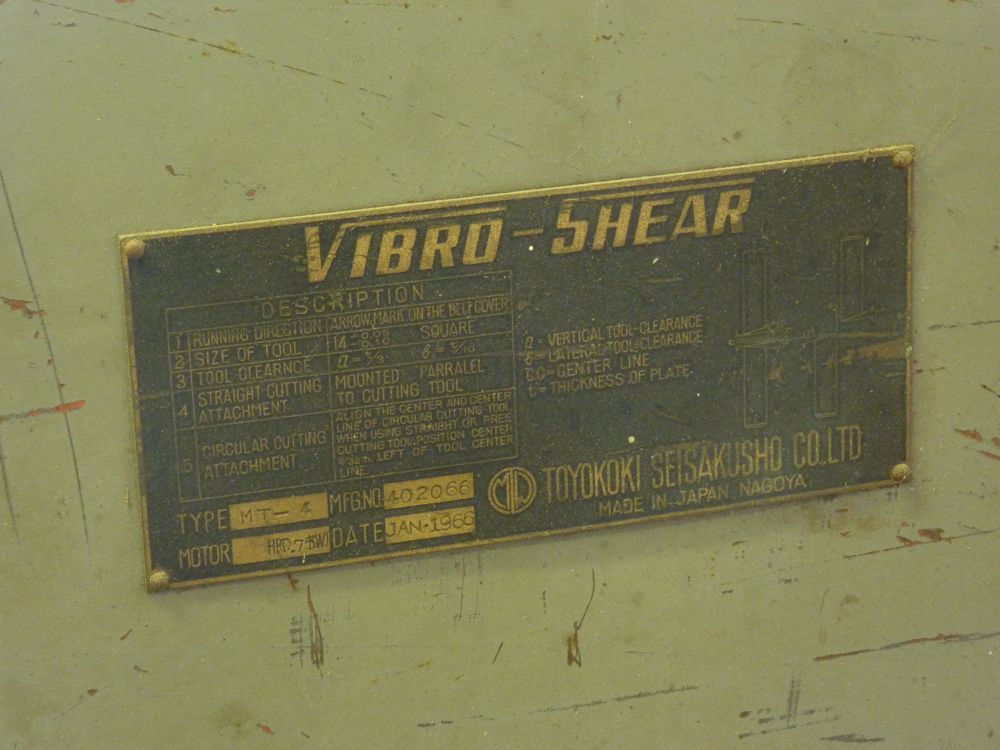 VIBRO-SHEAR
DESCRIPTION
1 RUNNING DIRECTION ARROW MARK ON THE BELT COVER
2 SIZE OF TOOL SQUARE
3 TOOL CLEARNCE
4 STRAIGHT CUTTING ATTACHMENT
MOUNTED PARRALEL
TO CUTTING TOOL
5 CIRCULAR CUTTING ATTACHMENT
ALIGN THE CENTER AND CENTER
LINE OF CIRCULAR CUTTING TOOL
WHEN USING STRAIBHT OR FREE
CUTTING TOOL. POSITION CENTER
LEFT OF TOOL CENTER
LINE.
a- VERTICAL TOOL-CLEARANCE
LATERAL-TOOL-CLEARANCE
CENTER LINE
t-THICKNESS OF PLATE.
TYPE MT-4 MFG.NO. 402066
MOTOR DATE JAN.1966
TOYOKOKI SEISAKUSHO CO.LTD
MADE IN JAPAN NAGOYA